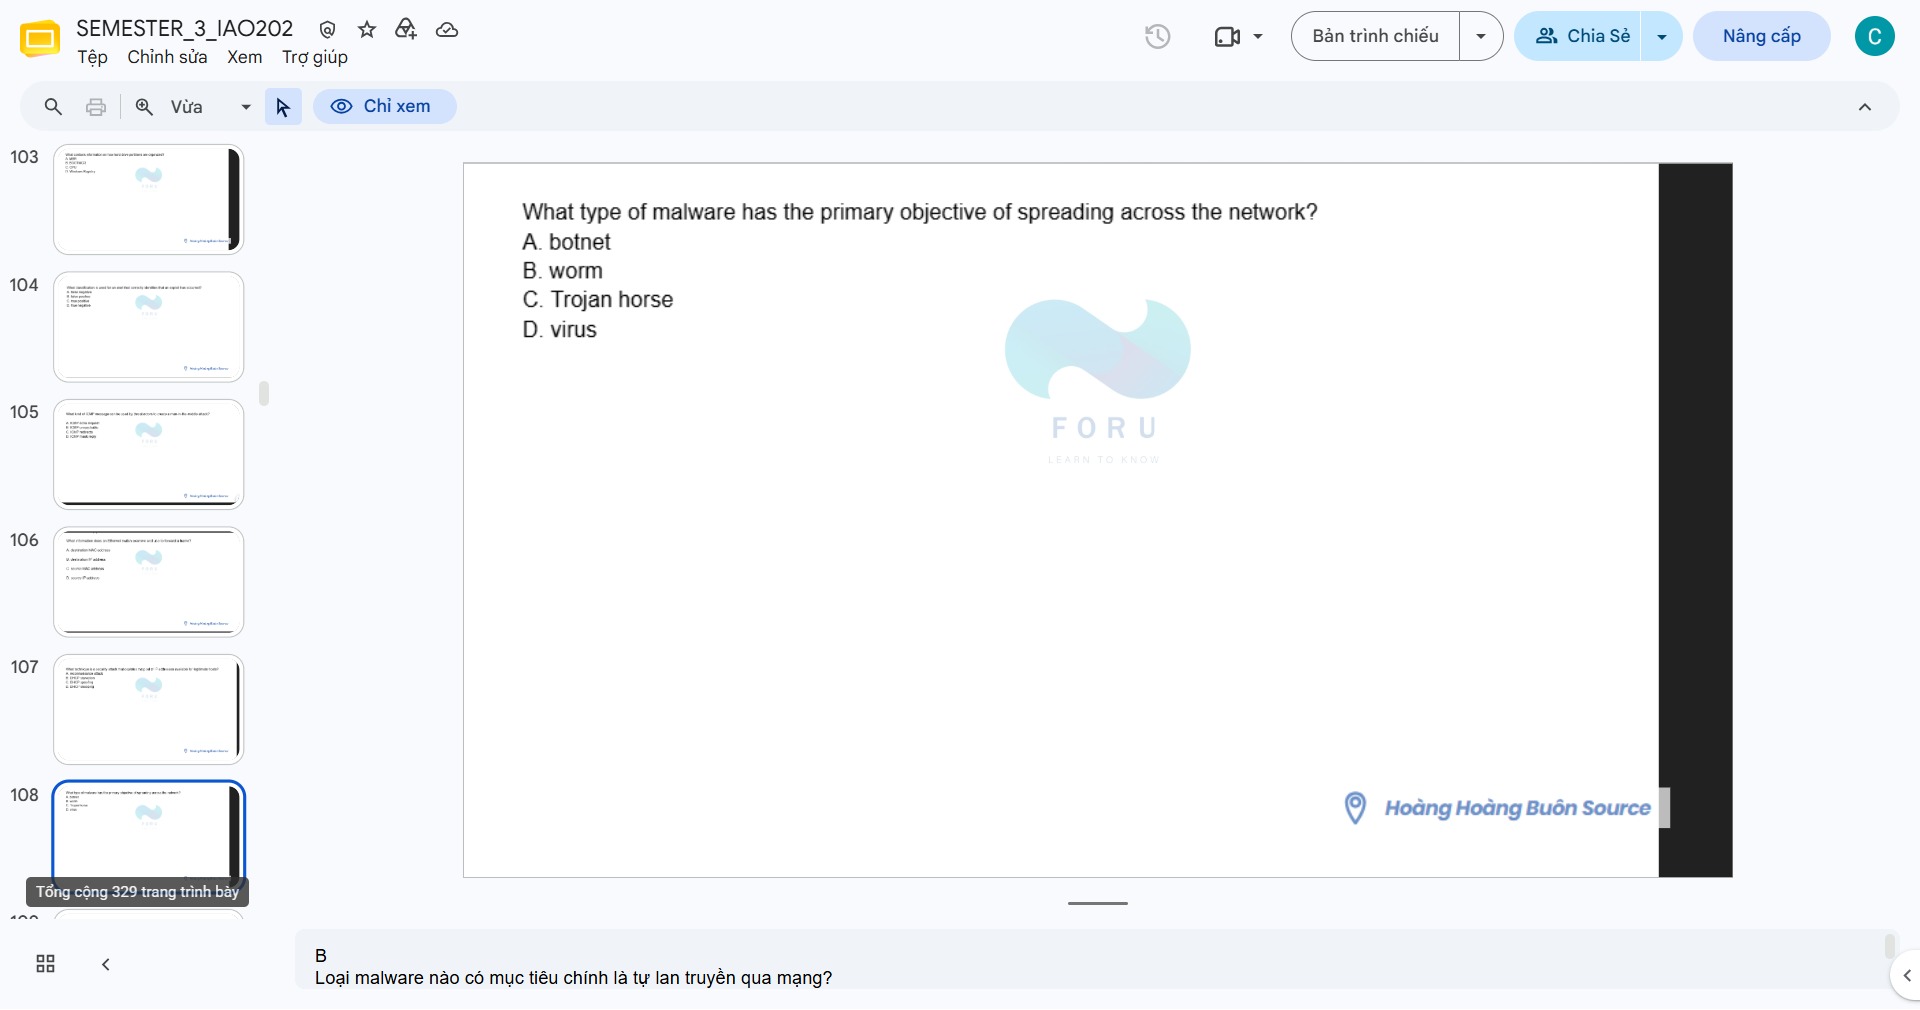 SEMESTER_3_IAO202
Tệp Chỉnh sửa Xem Trợ giúp
Bản trình chiếu
Chia Sẻ
Nâng cấp
C
Vừa
Chỉ xem
103
104
105
106
107
108
Tổng cộng 329 trang trình bày
What type of malware has the primary objective of spreading across the network?
A. botnet
B. worm
C. Trojan horse
D. virus
FORU
LEARN TO KNOW
Hoàng Hoàng Buôn Source
B
Loại malware nào có mục tiêu chính là tự lan truyền qua mạng?